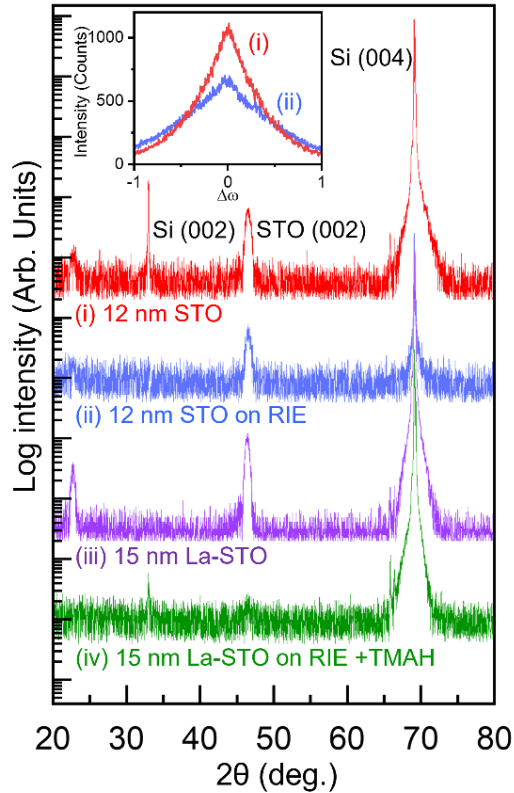 Log intensity (Arb. Units)
Intensity (Counts)
1000
500
0
-1 0 1
Δω
(i)
(ii)
Si (004)
Si (002) STO (002)
(i) 12 nm STO
(ii) 12 nm STO on RIE
(iii) 15 nm La-STO
(iv) 15 nm La-STO on RIE +TMAH
20 30 40 50 60 70 80
2θ (deg.)